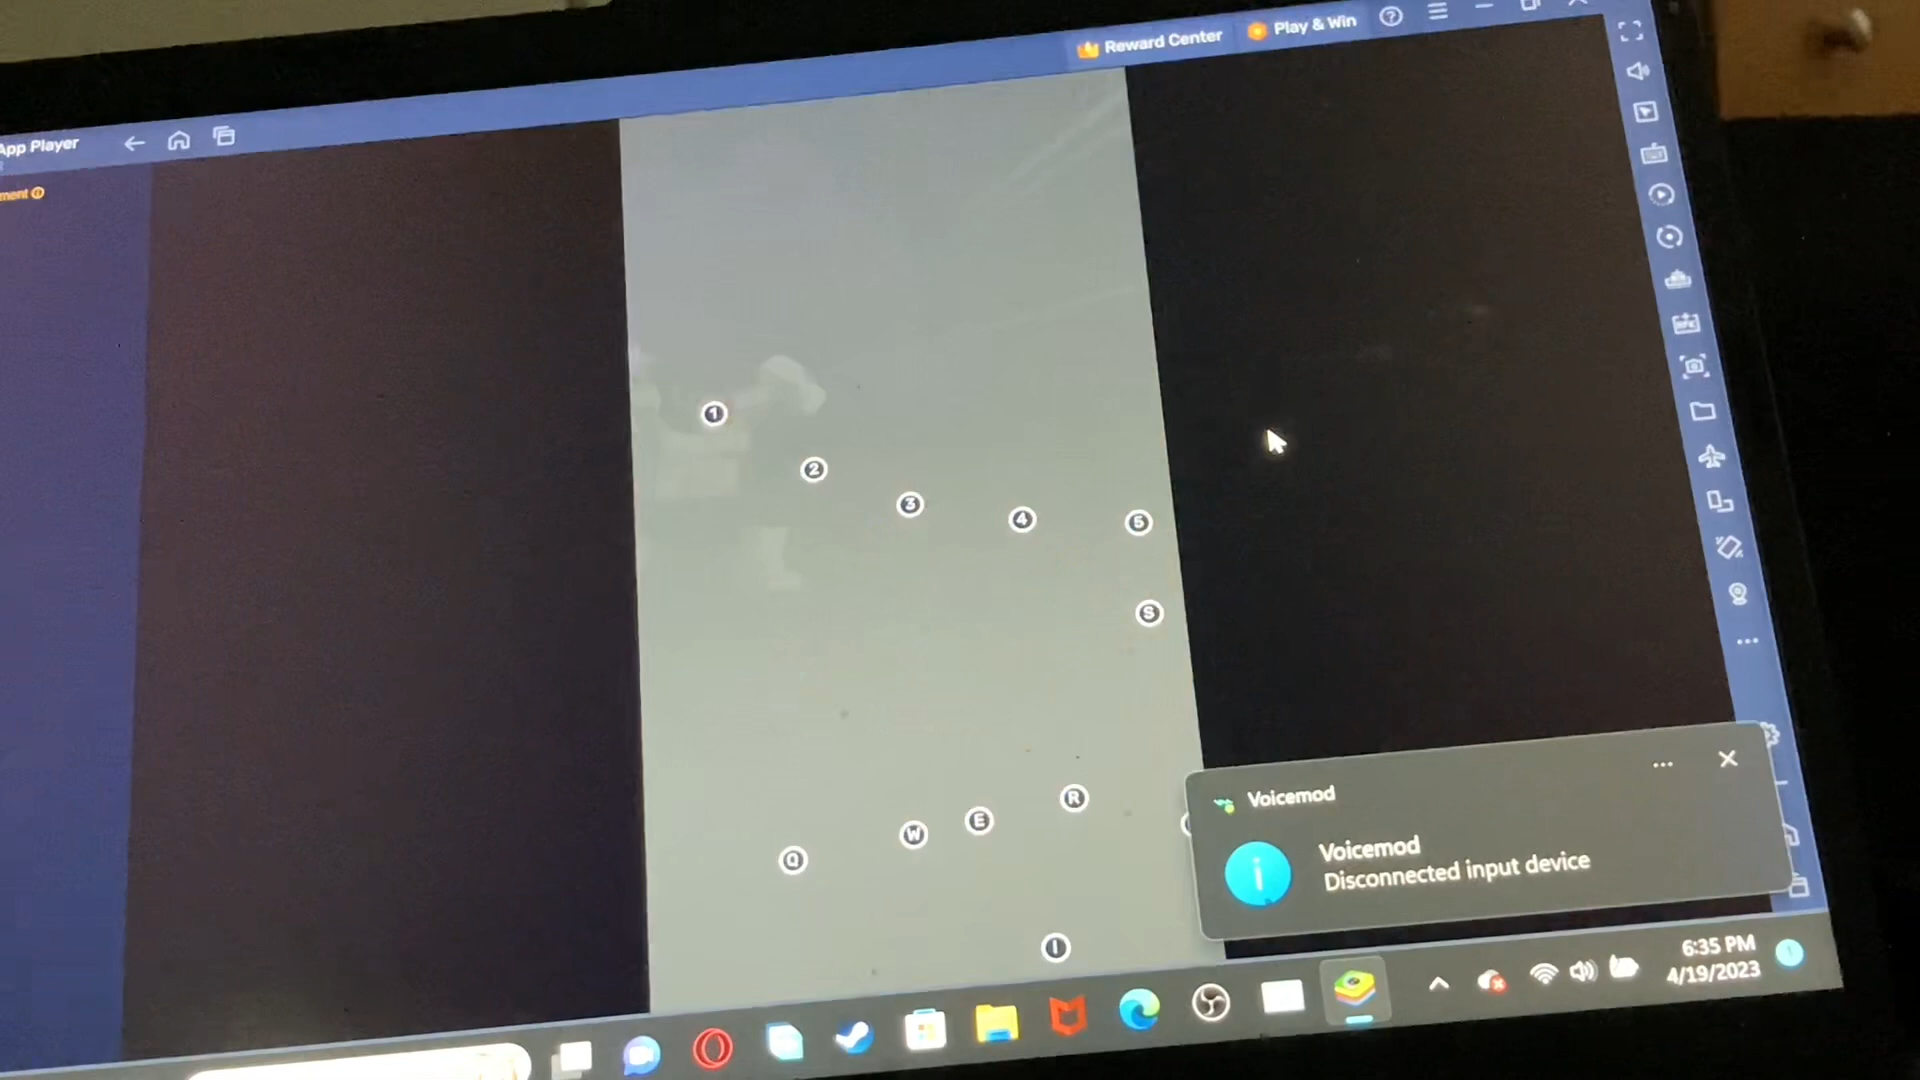 Reward Center
Play & Win
App Player
ment
1
2
3
4
5
S
R
E
W
Q
I
Voicemod
Voicemod
Disconnected input device
6:35 PM
4/19/2023